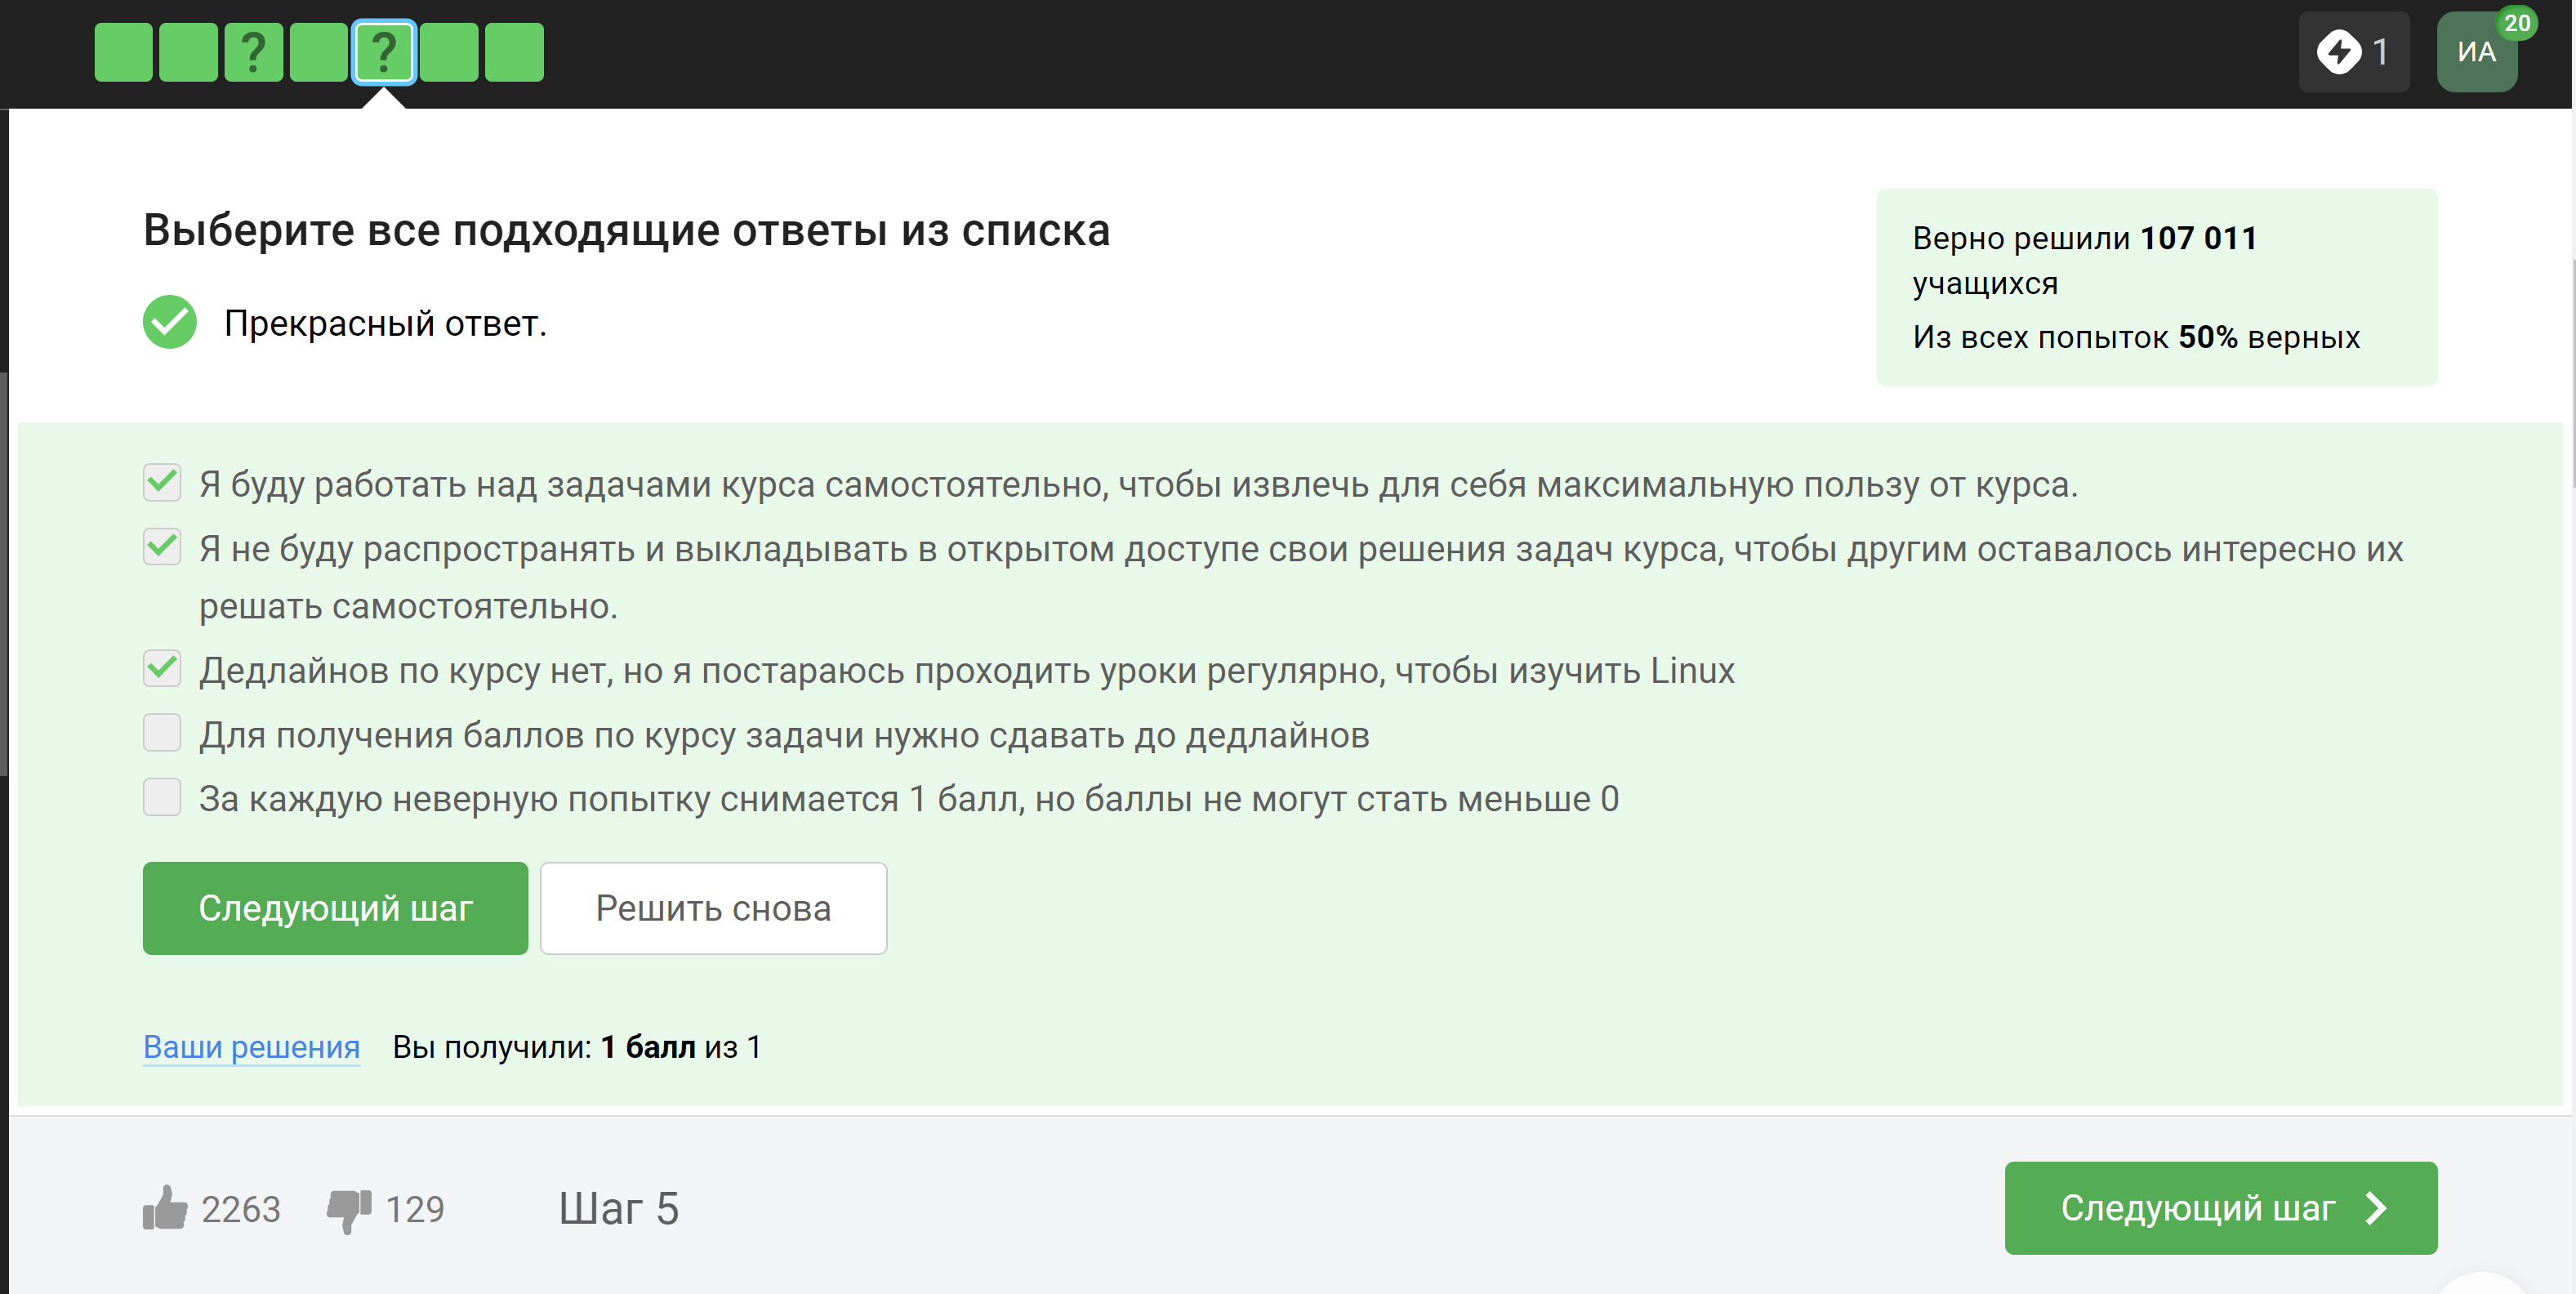 ? ?
1
ИА
20
Выберите все подходящие ответы из списка
Прекрасный ответ.
Верно решили 107 011
учащихся
Из всех попыток 50% верных
Я буду работать над задачами курса самостоятельно, чтобы извлечь для себя максимальную пользу от курса.
Я не буду распространять и выкладывать в открытом доступе свои решения задач курса, чтобы другим оставалось интересно их
решать самостоятельно.
Дедлайнов по курсу нет, но я постараюсь проходить уроки регулярно, чтобы изучить Linux
Для получения баллов по курсу задачи нужно сдавать до дедлайнов
За каждую неверную попытку снимается 1 балл, но баллы не могут стать меньше 0
Следующий шаг Решить снова
Ваши решения Вы получили: 1 балл из 1
2263 129 Шаг 5 Следующий шаг